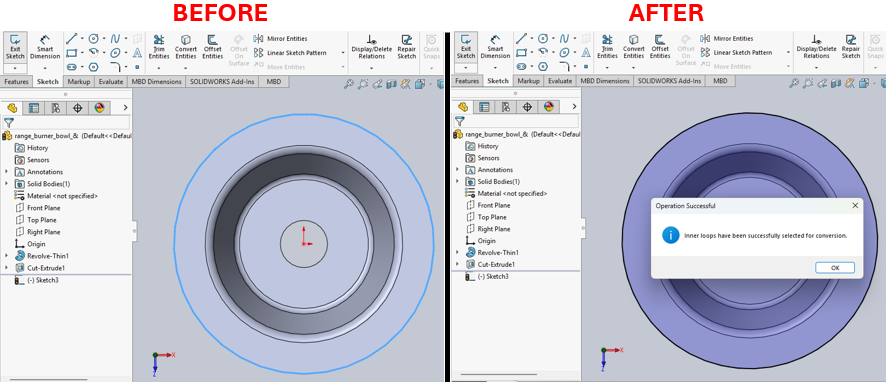 BEFORE
AFTER
Exit Sketch
Smart Dimension
Trim Entities
Convert Entities
Offset Entities
Offset On Surface
Mirror Entities
Linear Sketch Pattern
Move Entities
Display/Delete Relations
Repair Sketch
Quick Snaps
Features
Sketch
Markup
Evaluate
MBD Dimensions
SOLIDWORKS Add-Ins
MBD
range_burner_bowl_& (Default<<Defau
History
Sensors
Annotations
Solid Bodies(1)
Material <not specified>
Front Plane
Top Plane
Right Plane
Origin
Revolve-Thin1
Cut-Extrude1
(-) Sketch3
X
Z
Exit Sketch
Smart Dimension
Trim Entities
Convert Entities
Offset Entities
Offset On Surface
Mirror Entities
Linear Sketch Pattern
Move Entities
Display/Delete Relations
Repair Sketch
Quick Snaps
Features
Sketch
Markup
Evaluate
MBD Dimensions
SOLIDWORKS Add-Ins
MBD
range_burner_bowl_& (Default<<Defau
History
Sensors
Annotations
Solid Bodies(1)
Material <not specified>
Front Plane
Top Plane
Right Plane
Origin
Revolve-Thin1
Cut-Extrude1
(-) Sketch3
Operation Successful
Inner loops have been successfully selected for conversion.
OK
X
Z